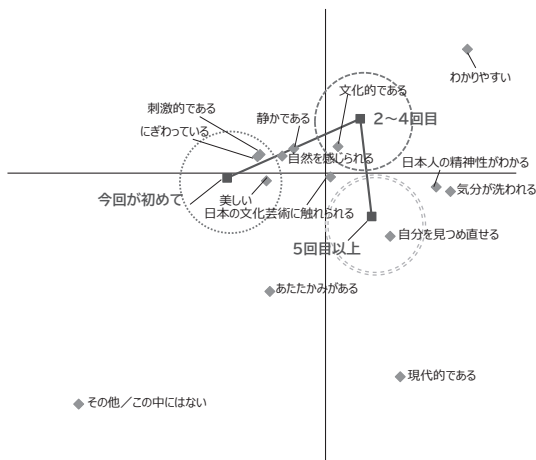 わかりやすい
文化的である
刺激的である
静かである
2〜4回目
にぎわっている
自然を感じられる
日本人の精神性がわかる
気分が洗われる
今回が初めて
美しい
日本の文化芸術に触れられる
自分を見つめ直せる
5回目以上
あたたかみがある
現代的である
その他／この中にはない